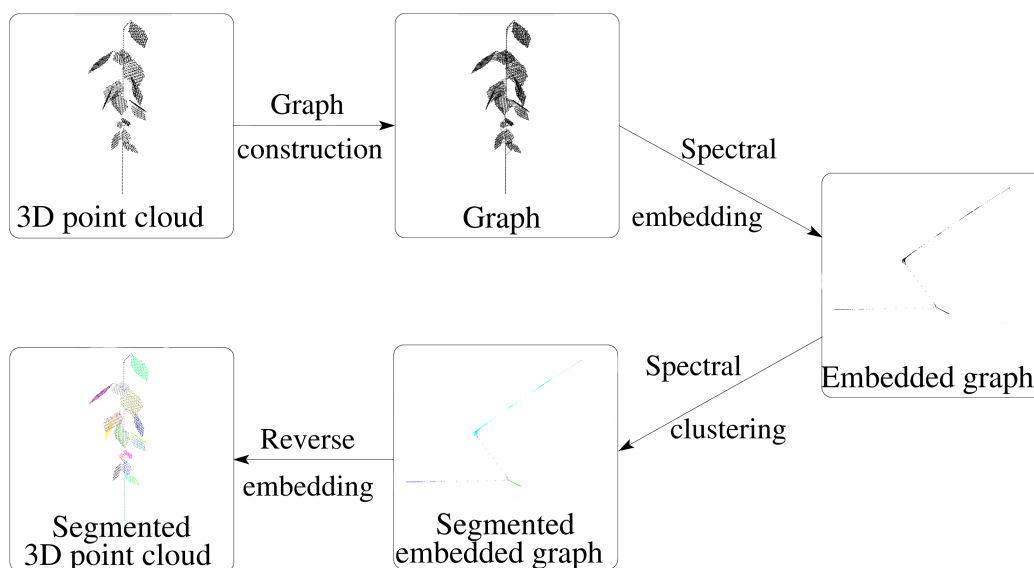 Graph
construction
3D point cloud
Graph
Spectral
embedding
Embedded graph
Spectral
clustering
Segmented
embedded graph
Reverse
embedding
Segmented
3D point cloud